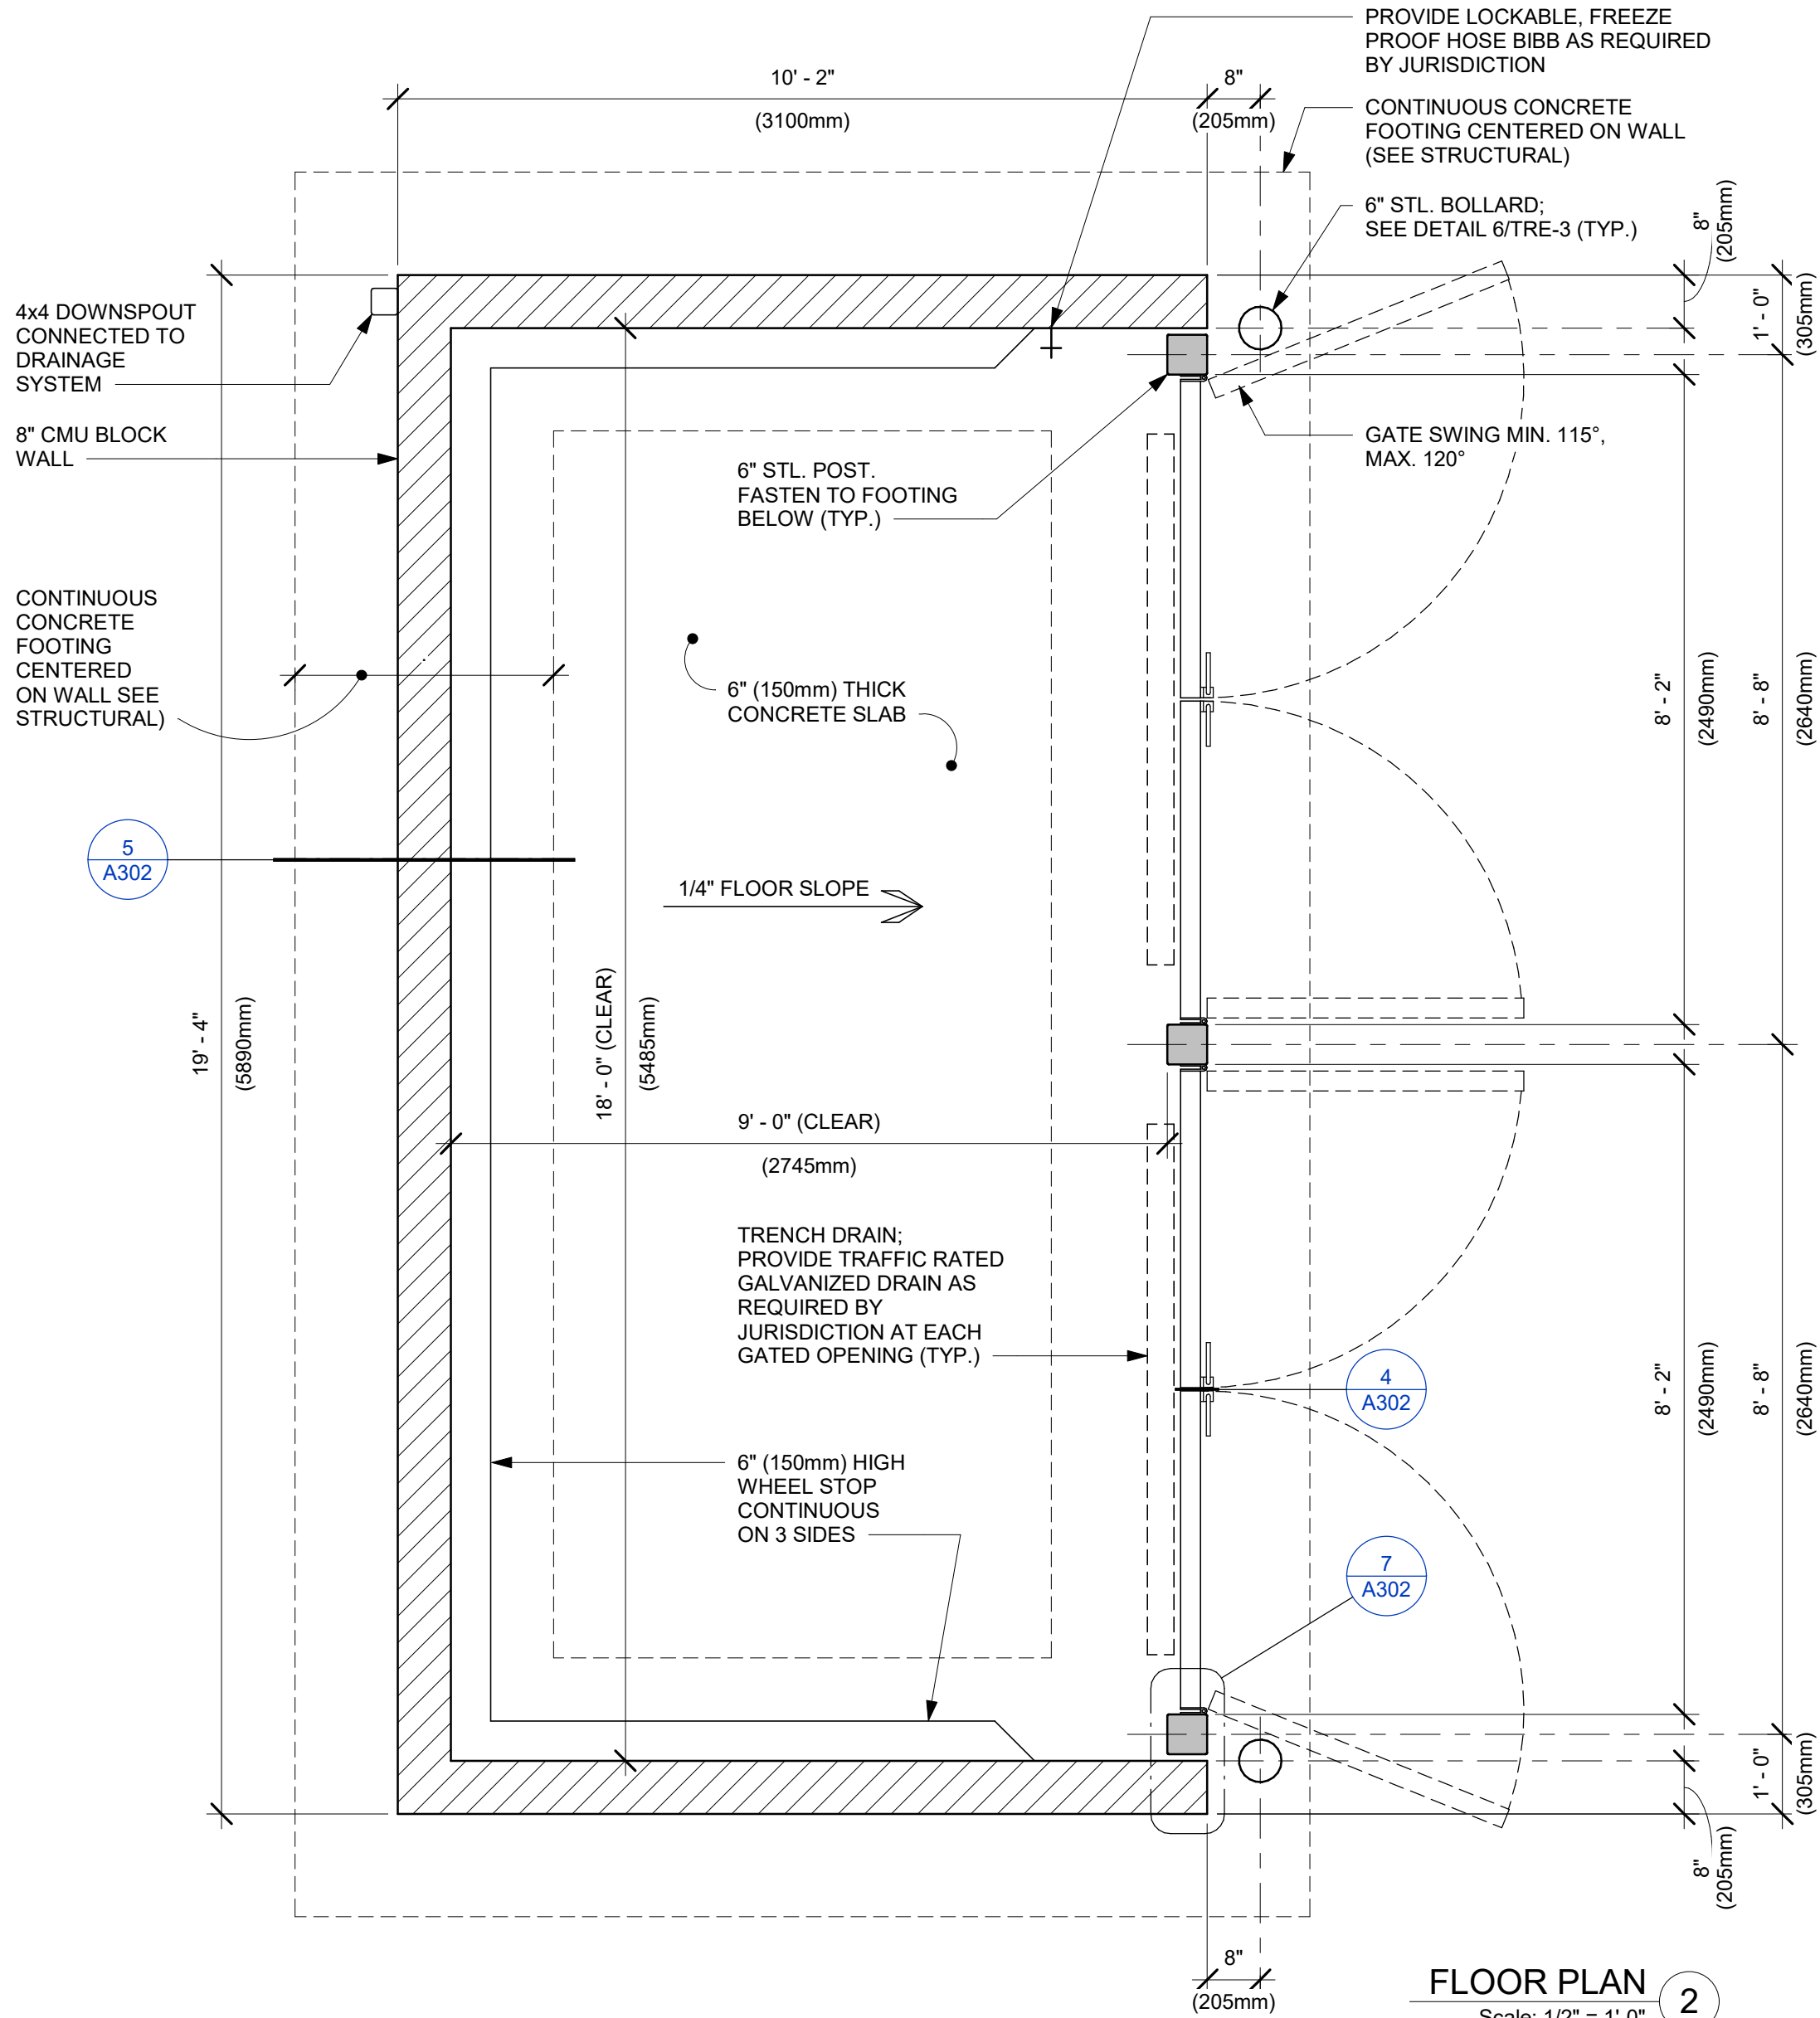 PROVIDE LOCKABLE, FREEZE
PROOF HOSE BIBB AS REQUIRED
BY JURISDICTION
10' - 2"
(3100mm)
8"
(205mm)
CONTINUOUS CONCRETE
FOOTING CENTERED ON WALL
(SEE STRUCTURAL)
6" STL. BOLLARD;
SEE DETAIL 6/TRE-3 (TYP.)
8"
(205mm)
1' - 0"
(305mm)
4x4 DOWNSPOUT
CONNECTED TO
DRAINAGE
SYSTEM
8" CMU BLOCK
WALL
GATE SWING MIN. 115°,
MAX. 120°
6" STL. POST.
FASTEN TO FOOTING
BELOW (TYP.)
CONTINUOUS
CONCRETE
FOOTING
CENTERED
ON WALL SEE
STRUCTURAL)
6" (150mm) THICK
CONCRETE SLAB
8' - 2"
(2490mm)
8' - 8"
(2640mm)
5
A302
1/4" FLOOR SLOPE
19' - 4"
(5890mm)
18' - 0" (CLEAR)
(5485mm)
9' - 0" (CLEAR)
(2745mm)
TRENCH DRAIN;
PROVIDE TRAFFIC RATED
GALVANIZED DRAIN AS
REQUIRED BY
JURISDICTION AT EACH
GATED OPENING (TYP.)
4
A302
8' - 2"
(2490mm)
8' - 8"
(2640mm)
6" (150mm) HIGH
WHEEL STOP
CONTINUOUS
ON 3 SIDES
7
A302
1' - 0"
(305mm)
8"
(205mm)
8"
(205mm)
FLOOR PLAN
2
Scale: 1/2" = 1'-0"